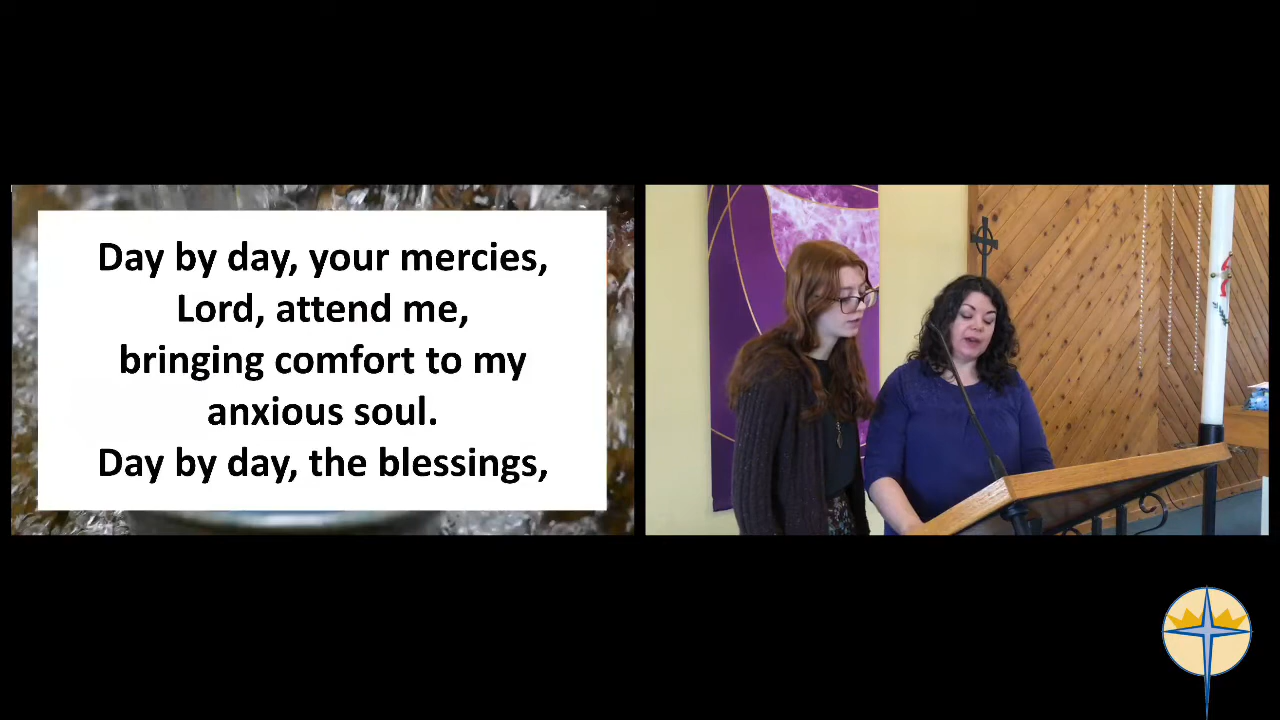 Day by day, your mercies,
Lord, attend me,
bringing comfort to my
anxious soul.
Day by day, the blessings,